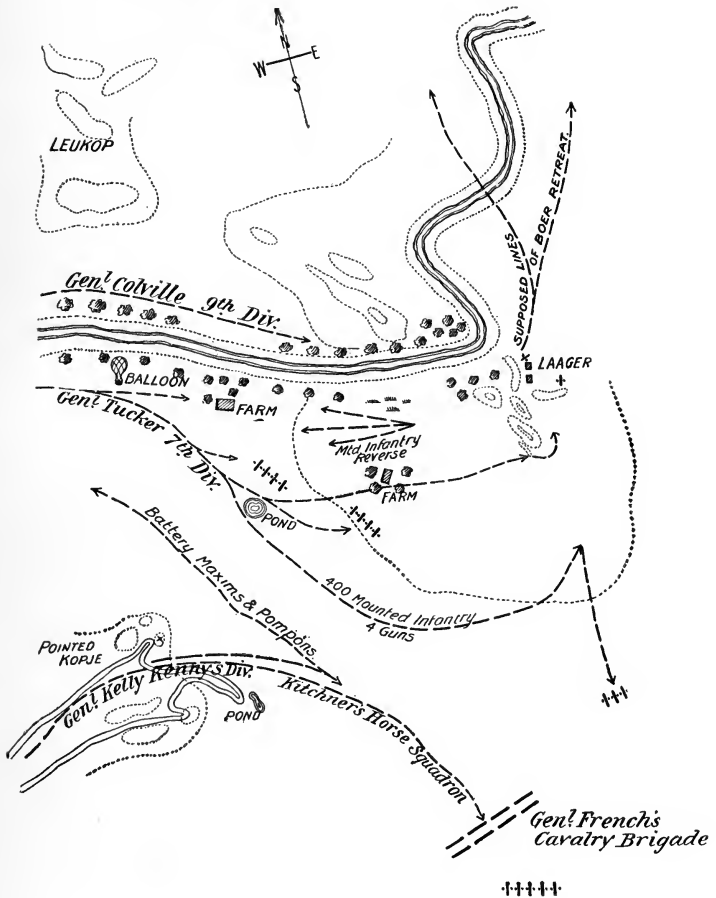 N
W E
S
LEUKOP
SUPPOSED LINES
OF BOER RETREAT
Genl Colville 9th Div.
LAAGER
BALLOON
FARM
Genl Tucker 7th Div.
Mtd Infantry
Reverse
FARM
POND
Battery Maxims & Pompoms
400 Mounted Infantry
4 Guns
POINTED
KOPJE
Genl Kelly Kenny's Div.
POND
Kitchner's Horse Squadron
Genl French's
Cavalry Brigade